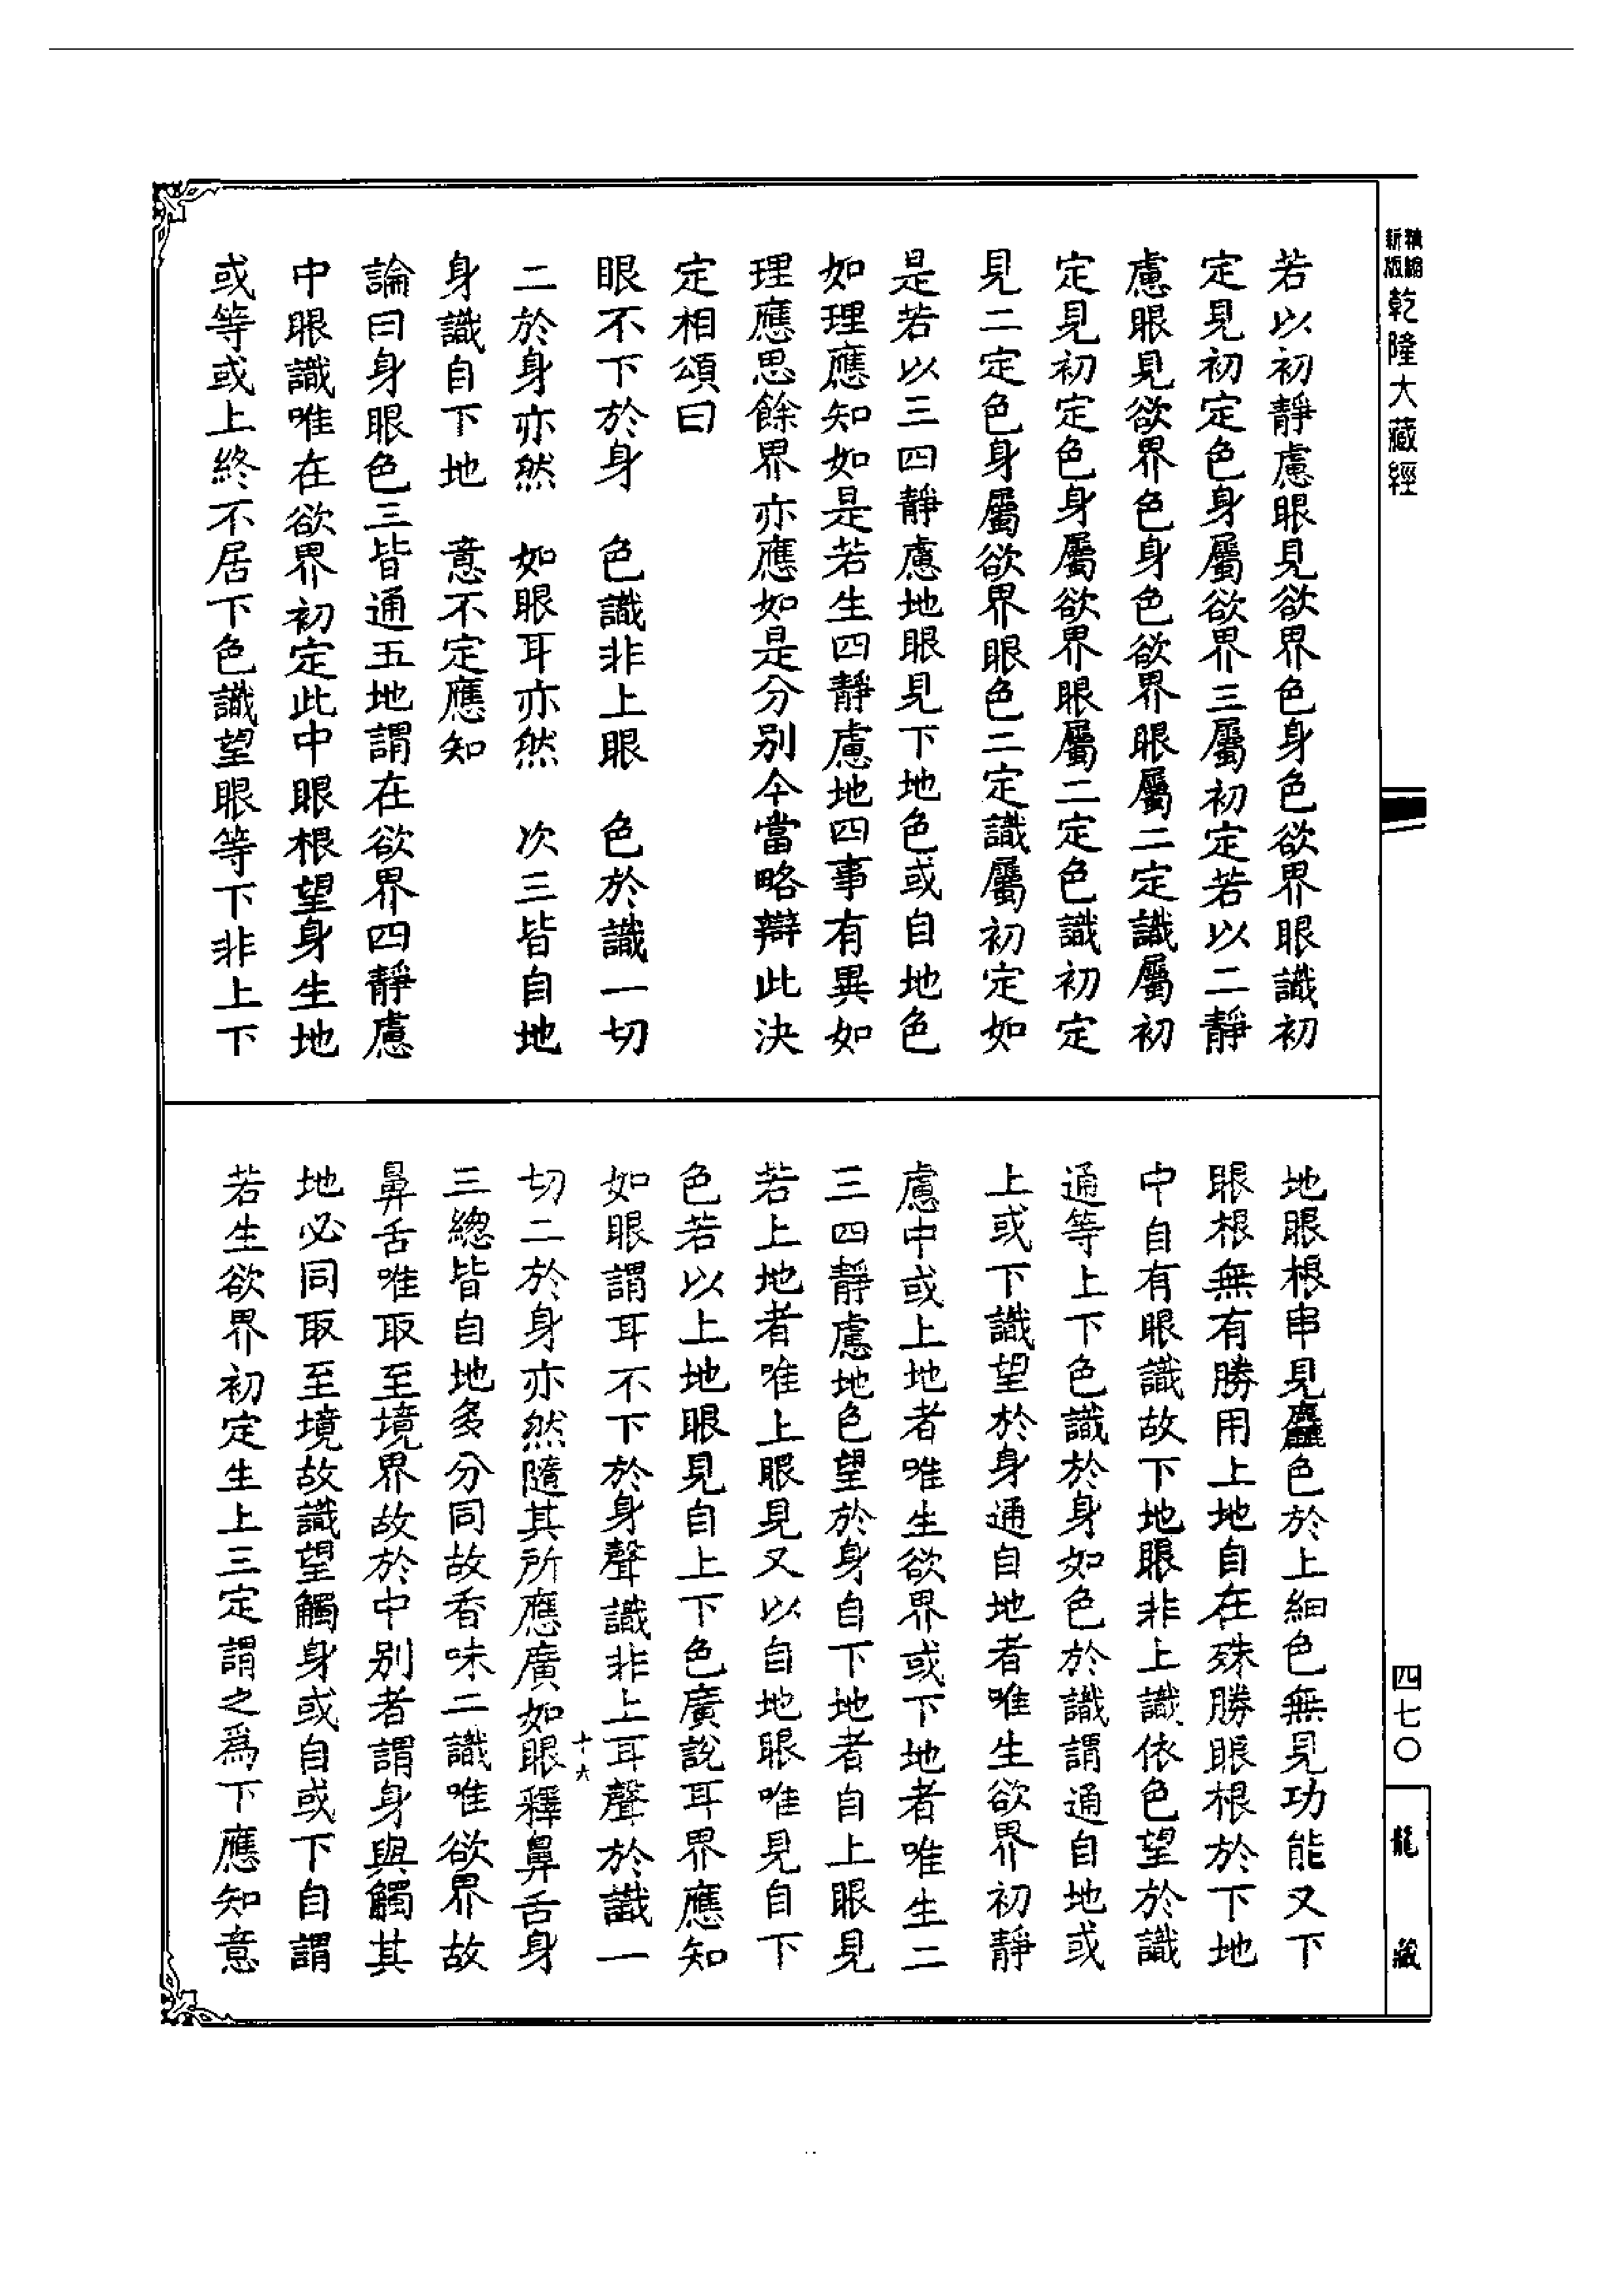 精縮新版乾隆大藏經
若以初靜慮眼見欲界色身色欲界眼識初
定見初定色身屬欲界三屬初定若以二靜
慮眼見欲界色身色欲界眼屬二定識屬初
定見初定色身屬欲界眼屬二定色識初定
見二定色身屬欲界眼色二定識屬初定如
是若以三四靜慮地眼見下地色或自地色
如理應知如是若生四靜慮地四事有異如
理應思餘界亦應如是分別今當略辯此決
定相頌曰
眼不下於身　色識非上眼　色於識一切
二於身亦然　如眼耳亦然　次三皆自地
身識自下地　意不定應知
論曰身眼色三皆通五地謂在欲界四靜慮
中眼識唯在欲界初定此中眼根望身生地
或等或上終不居下色識望眼等下非上下
地眼根串見麤色於上細色無見功能又下
眼根無有勝用上地自在殊勝眼根於下地
中自有眼識故下地眼非上識依色望於識
通等上下色識於身如色於識謂通自地或
上或下識望於身通自地者唯生欲界初靜
慮中或上地者唯生欲界或下地者唯生二
三四靜慮地色望於身自下地者自上眼見
若上地者唯上眼見又以自地眼唯見自下
色若以上地眼見自上下色廣說耳界應知
如眼謂耳不下於身聲識非上耳聲於識一
十六
切二於身亦然隨其所應廣如眼釋鼻舌身
三總皆自地多分同故香味二識唯欲界故
鼻舌唯取至境界故於中別者謂身與觸其
地必同取至境故識望觸身或自或下自謂
若生欲界初定生上三定謂之為下應知意
四七〇
龍藏